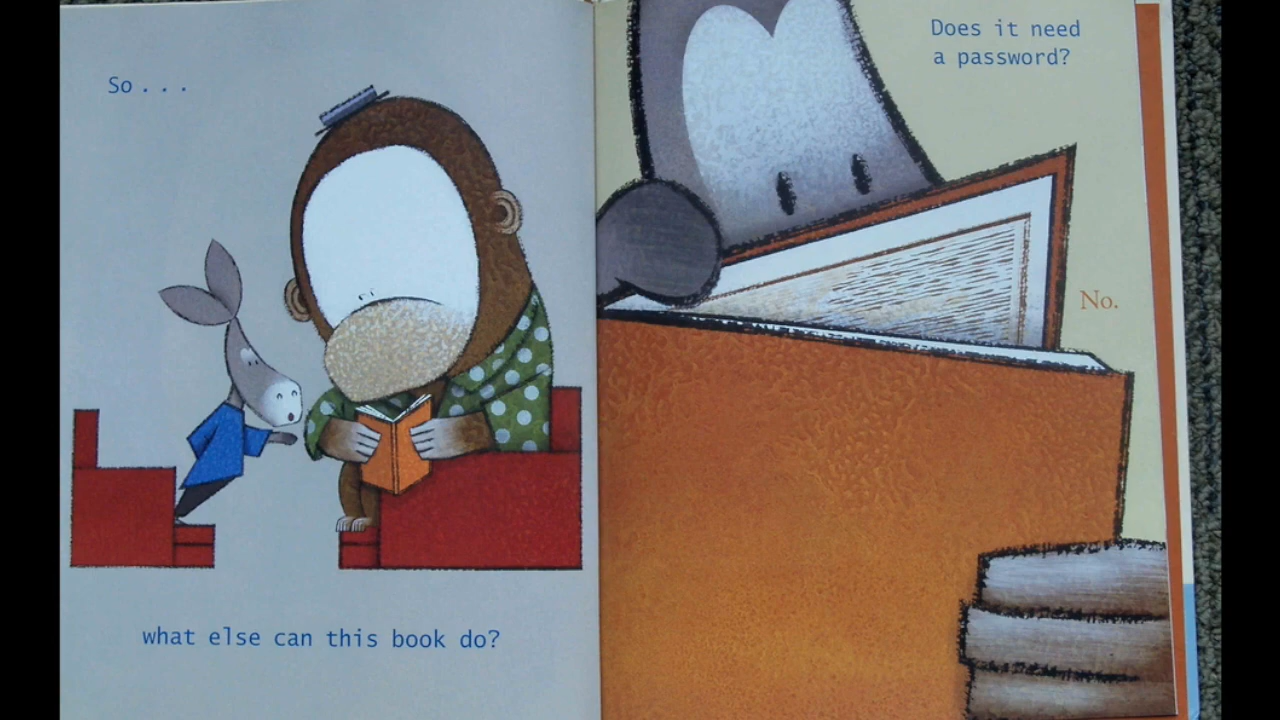 So . . .
what else can this book do?
Does it need
a password?
No.